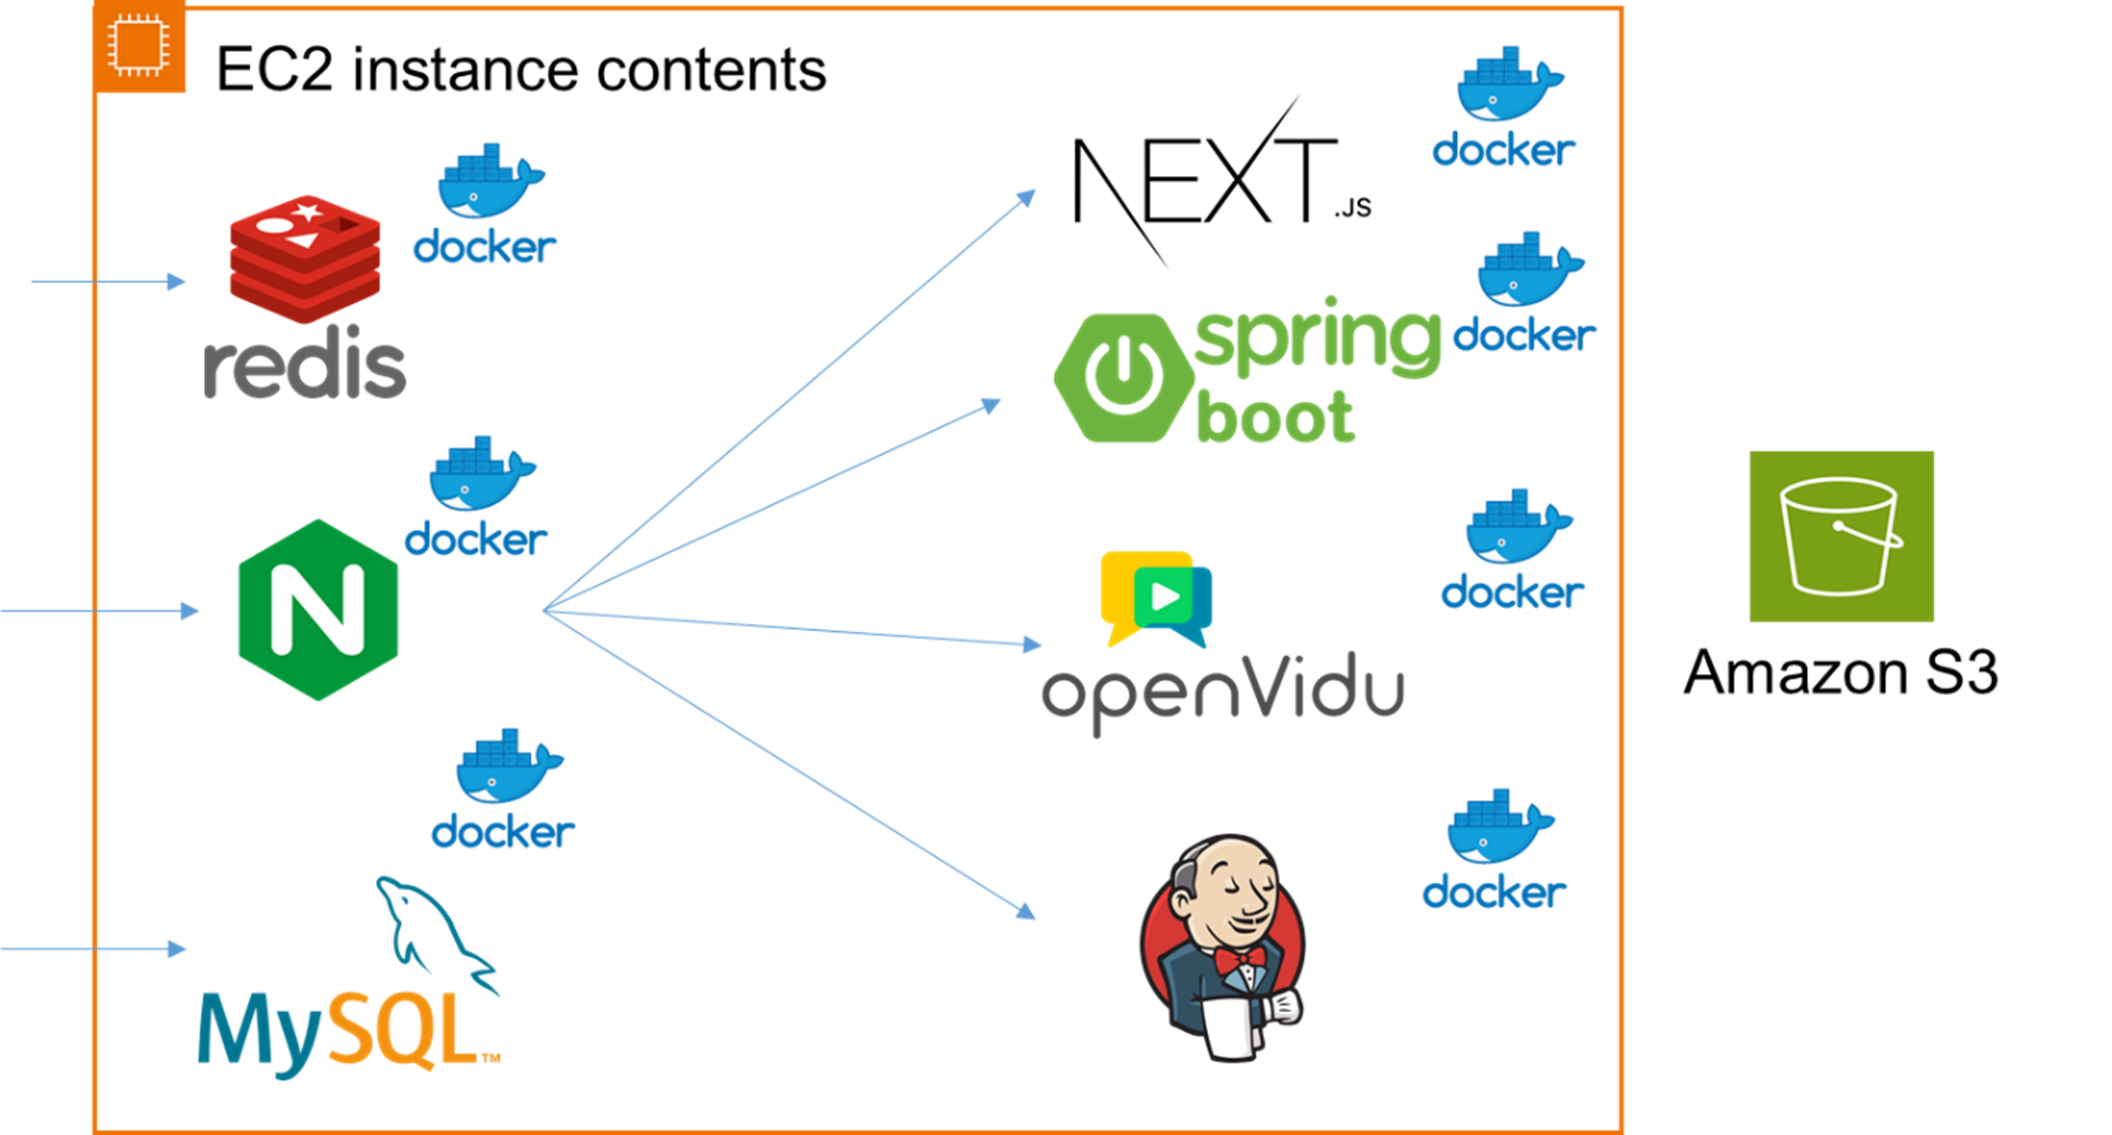 EC2 instance contents
docker
redis
docker
N
docker
MySQL™
NEXT.JS
docker
spring
boot
docker
openVidu
docker
docker
Amazon S3